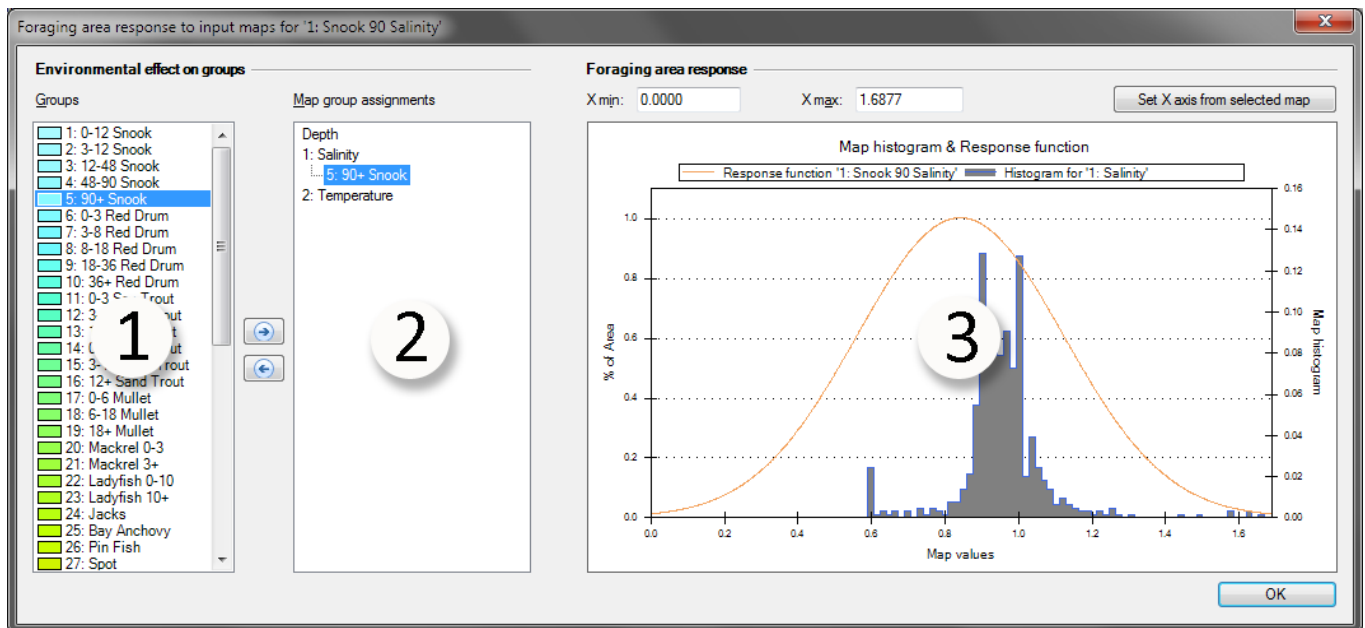 Foraging area response to input maps for '1: Snook 90 Salinity'
Environmental effect on groups
Groups
Map group assignments
1: 0-12 Snook
2: 3-12 Snook
3: 12-48 Snook
4: 48-90 Snook
5: 90+ Snook
6: 0-3 Red Drum
7: 3-8 Red Drum
8: 8-18 Red Drum
9: 18-36 Red Drum
10: 36+ Red Drum
11: 0-3 Trout
12: 3-
13:
14:
15: 3- Trout
16: 12+ Sand Trout
17: 0-6 Mullet
18: 6-18 Mullet
19: 18+ Mullet
20: Mackrel 0-3
21: Mackrel 3+
22: Ladyfish 0-10
23: Ladyfish 10+
24: Jacks
25: Bay Anchovy
26: Pin Fish
27: Spot
1
Depth
1: Salinity
5: 90+ Snook
2: Temperature
2
Foraging area response
X min: 0.0000
X max: 1.6877
Set X axis from selected map
Map histogram & Response function
Response function '1: Snook 90 Salinity' Histogram for '1: Salinity'
% of Area
1.0
0.8
0.6
0.4
0.2
0.0
0.0 0.2 0.4 0.6 0.8 1.0 1.2 1.4 1.6
Map values
0.16
0.14
0.12
0.10
0.08
0.06
0.04
0.02
0.00
Map histogram
3
OK